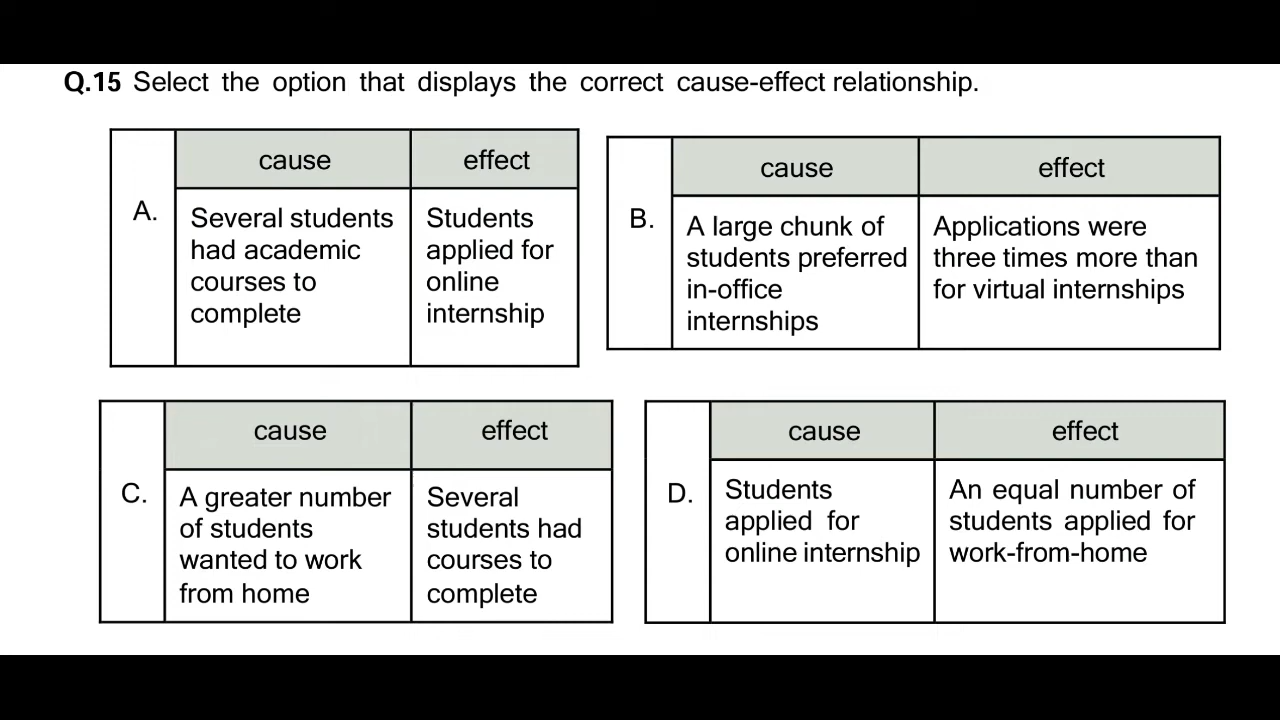 Q.15 Select the option that displays the correct cause-effect relationship.
A.
cause
effect
Several students
had academic
courses to
complete
Students
applied for
online
internship
B.
cause
effect
A large chunk of
students preferred
in-office
internships
Applications were
three times more than
for virtual internships
C.
cause
effect
A greater number
of students
wanted to work
from home
Several
students had
courses to
complete
D.
cause
effect
Students
applied for
online internship
An equal number of
students applied for
work-from-home